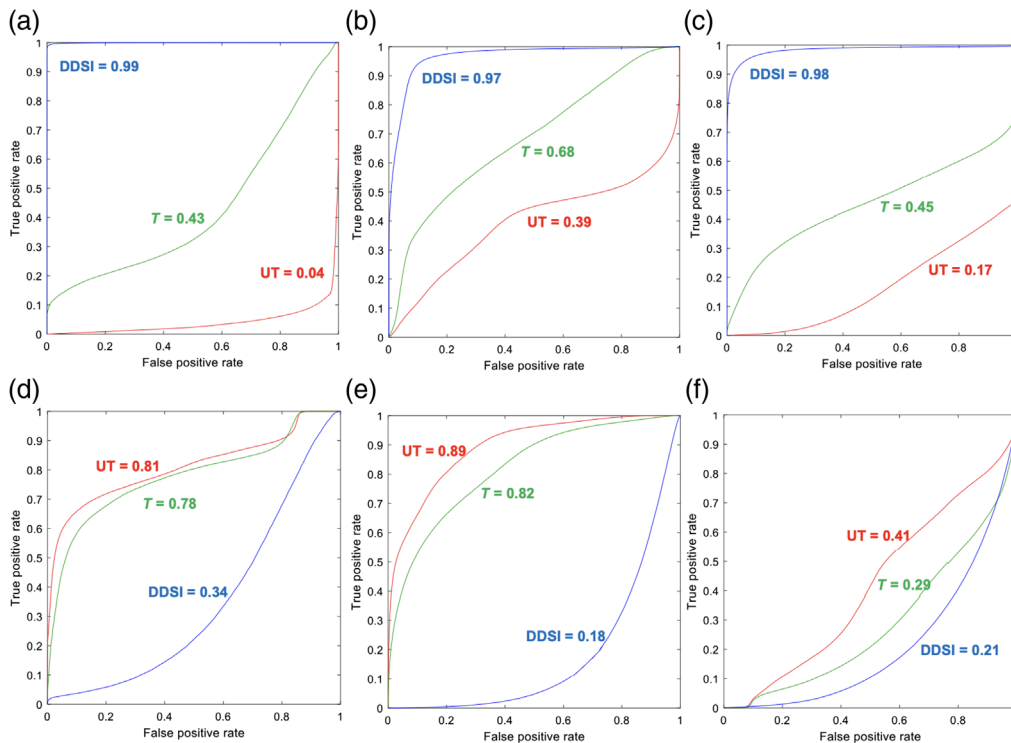 (a)
1
0.9
0.8
0.7
0.6
0.5
0.4
0.3
0.2
0.1
0
True positive rate
DDSI = 0.99
T = 0.43
UT = 0.04
0
0.2
0.4
0.6
0.8
1
False positive rate
(b)
1
0.9
0.8
0.7
0.6
0.5
0.4
0.3
0.2
0.1
0
True positive rate
DDSI = 0.97
T = 0.68
UT = 0.39
0
0.2
0.4
0.6
0.8
1
False positive rate
(c)
1
0.9
0.8
0.7
0.6
0.5
0.4
0.3
0.2
0.1
0
True positive rate
DDSI = 0.98
T = 0.45
UT = 0.17
0
0.2
0.4
0.6
0.8
False positive rate
(d)
1
0.9
0.8
0.7
0.6
0.5
0.4
0.3
0.2
0.1
0
True positive rate
UT = 0.81
T = 0.78
DDSI = 0.34
0
0.2
0.4
0.6
0.8
1
False positive rate
(e)
1
0.9
0.8
0.7
0.6
0.5
0.4
0.3
0.2
0.1
0
True positive rate
UT = 0.89
T = 0.82
DDSI = 0.18
0
0.2
0.4
0.6
0.8
1
False positive rate
(f)
1
0.9
0.8
0.7
0.6
0.5
0.4
0.3
0.2
0.1
0
True positive rate
UT = 0.41
T = 0.29
DDSI = 0.21
0
0.2
0.4
0.6
0.8
False positive rate